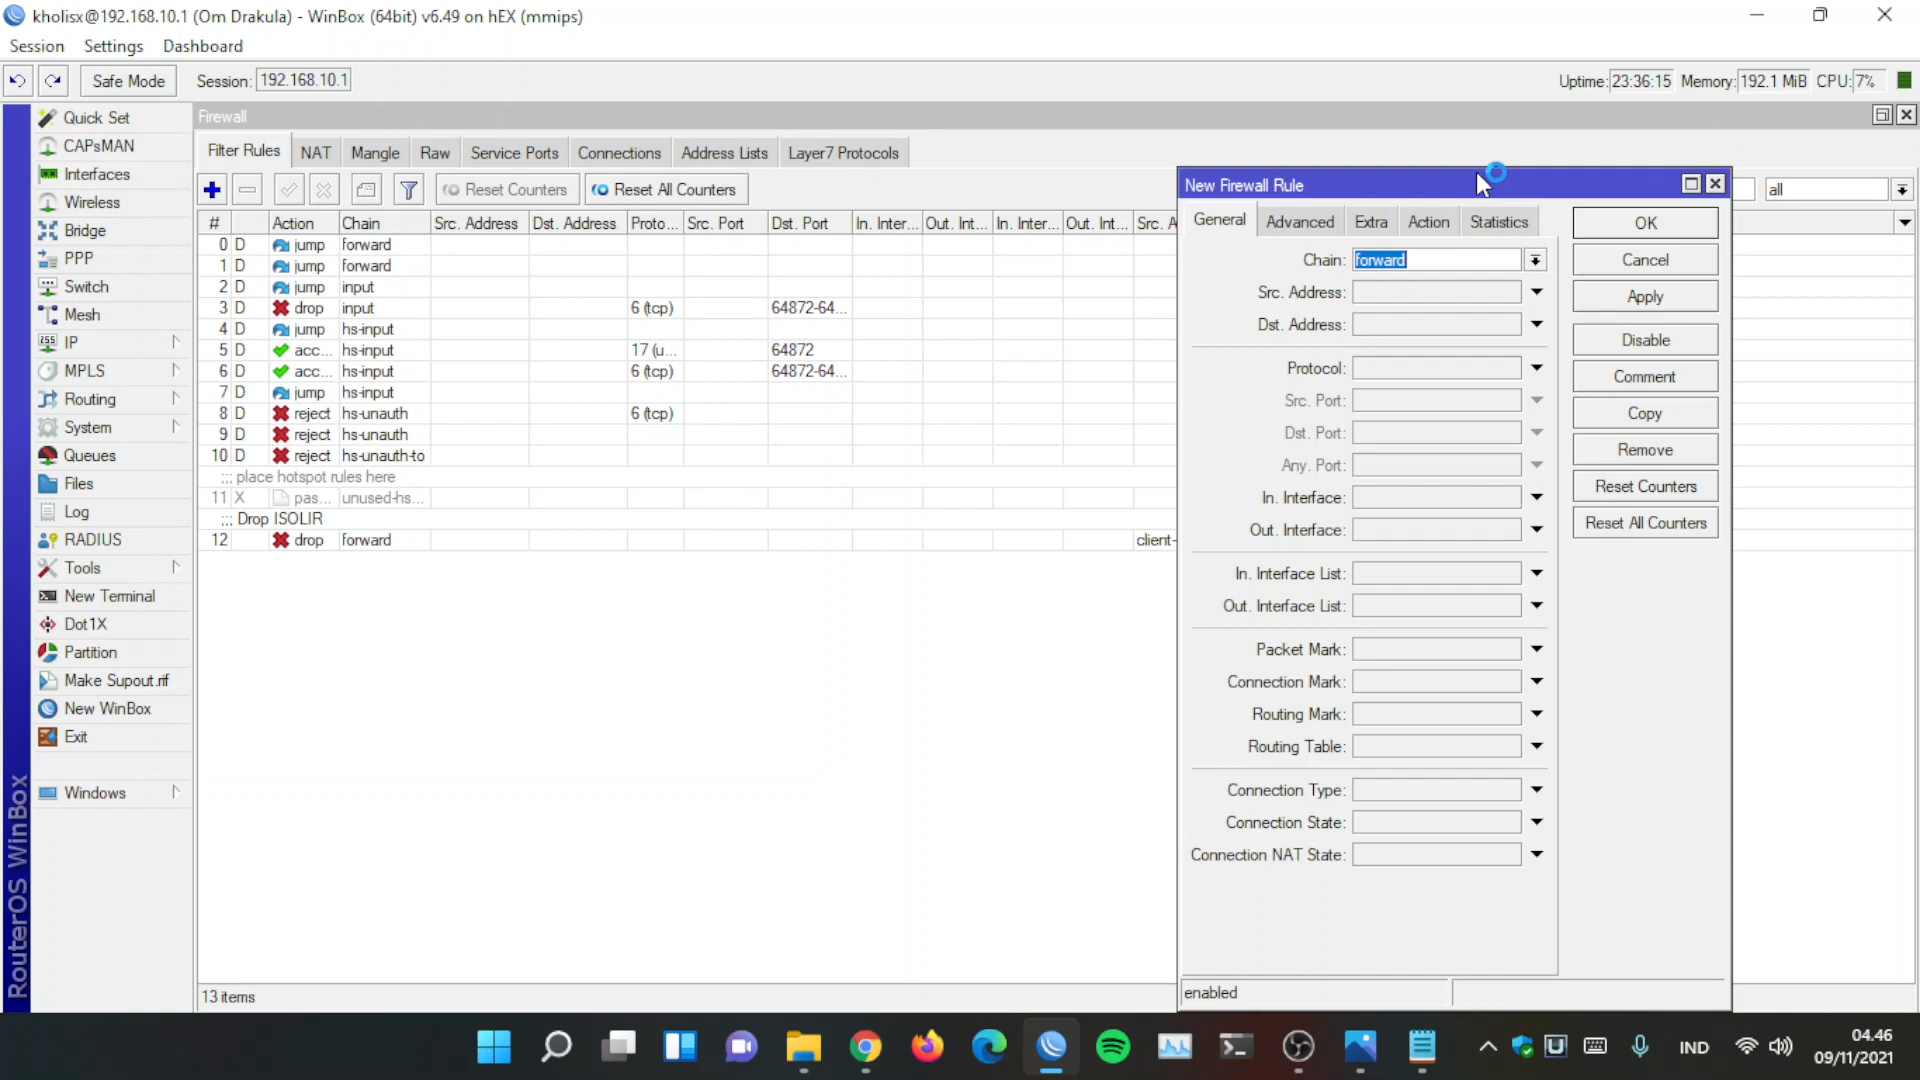 kholisx@192.168.10.1 (Om Drakula) - WinBox (64bit) v6.49 on hEX (mmips)
Session Settings Dashboard
Safe Mode Session: 192.168.10.1 Uptime: 23:36:15 Memory: 192.1 MiB CPU: 7%
Quick Set
CAPsMAN
Interfaces
Wireless
Bridge
PPP
Switch
Mesh
IP
MPLS
Routing
System
Queues
Files
Log
RADIUS
Tools
New Terminal
Dot1X
Partition
Make Supout.rif
New WinBox
Exit
Windows
RouterOS WinBox
Firewall
Filter Rules NAT Mangle Raw Service Ports Connections Address Lists Layer7 Protocols
Reset Counters Reset All Counters all
# Action Chain Src. Address Dst. Address Proto... Src. Port Dst. Port In. Inter... Out. Int... In. Inter... Out. Int... Src. A
0 D jump forward
1 D jump forward
2 D jump input
3 D drop input 6 (tcp) 64872-64...
4 D jump hs-input
5 D acc... hs-input 17 (u... 64872
6 D acc... hs-input 6 (tcp) 64872-64...
7 D jump hs-input
8 D reject hs-unauth 6 (tcp)
9 D reject hs-unauth
10 D reject hs-unauth-to
::: place hotspot rules here
11 X pas... unused-hs...
::: Drop ISOLIR
12 drop forward client-
13 items
New Firewall Rule
General Advanced Extra Action Statistics
Chain: forward
Src. Address:
Dst. Address:
Protocol:
Src. Port:
Dst. Port:
Any. Port:
In. Interface:
Out. Interface:
In. Interface List:
Out. Interface List:
Packet Mark:
Connection Mark:
Routing Mark:
Routing Table:
Connection Type:
Connection State:
Connection NAT State:
OK
Cancel
Apply
Disable
Comment
Copy
Remove
Reset Counters
Reset All Counters
enabled
IND
04.46
09/11/2021